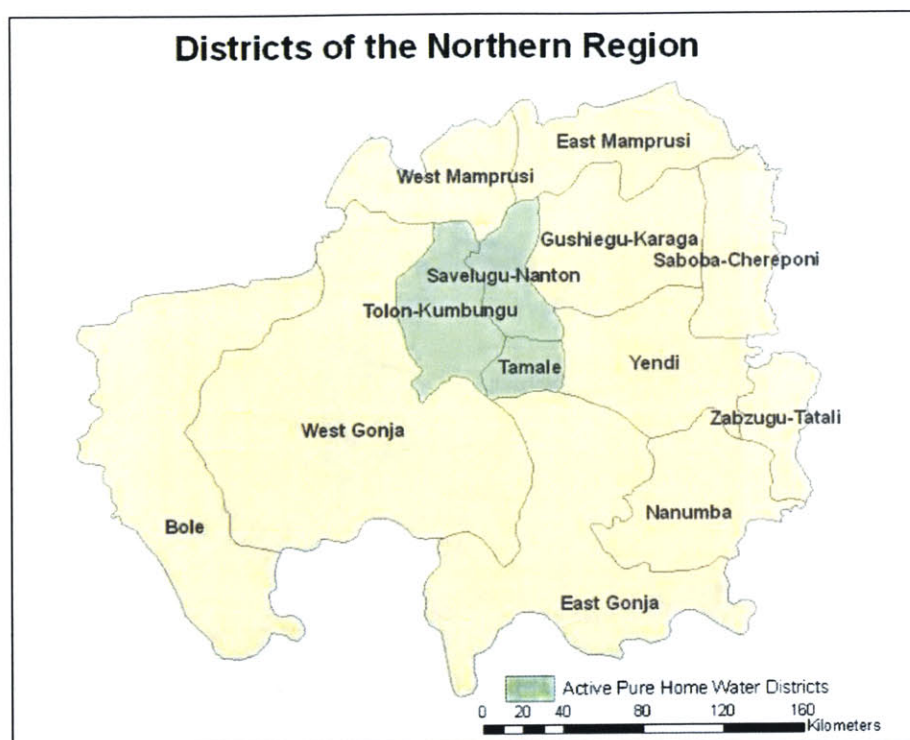 Districts of the Northern Region
East Mamprusi
West Mamprusi
Gushiegu-Karaga
Saboba-Chereponi
Savelugu-Nanton
Tolon-Kumbungu
Tamale
Yendi
Zabzugu-Tatali
West Gonja
Nanumba
Bole
East Gonja
Active Pure Home Water Districts
0 20 40 80 120 160
Kilometers